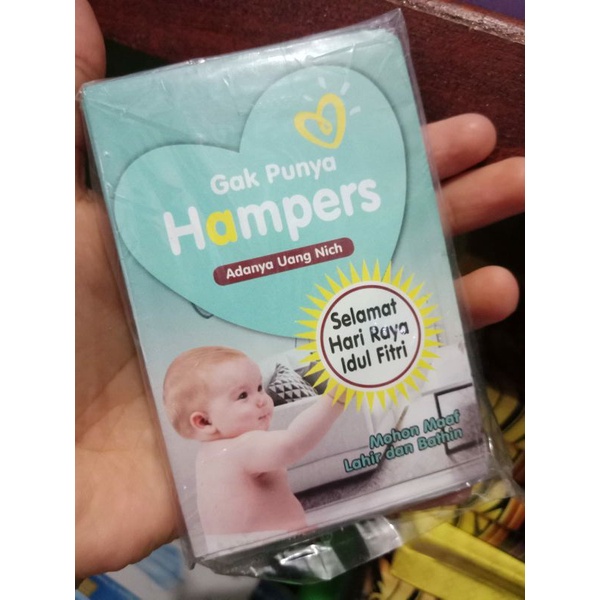 Gak Punya
Hampers
Adanya Uang Nich
Selamat
Hari Raya
Idul Fitri
Mohon Maaf
Lahir dan Bathin